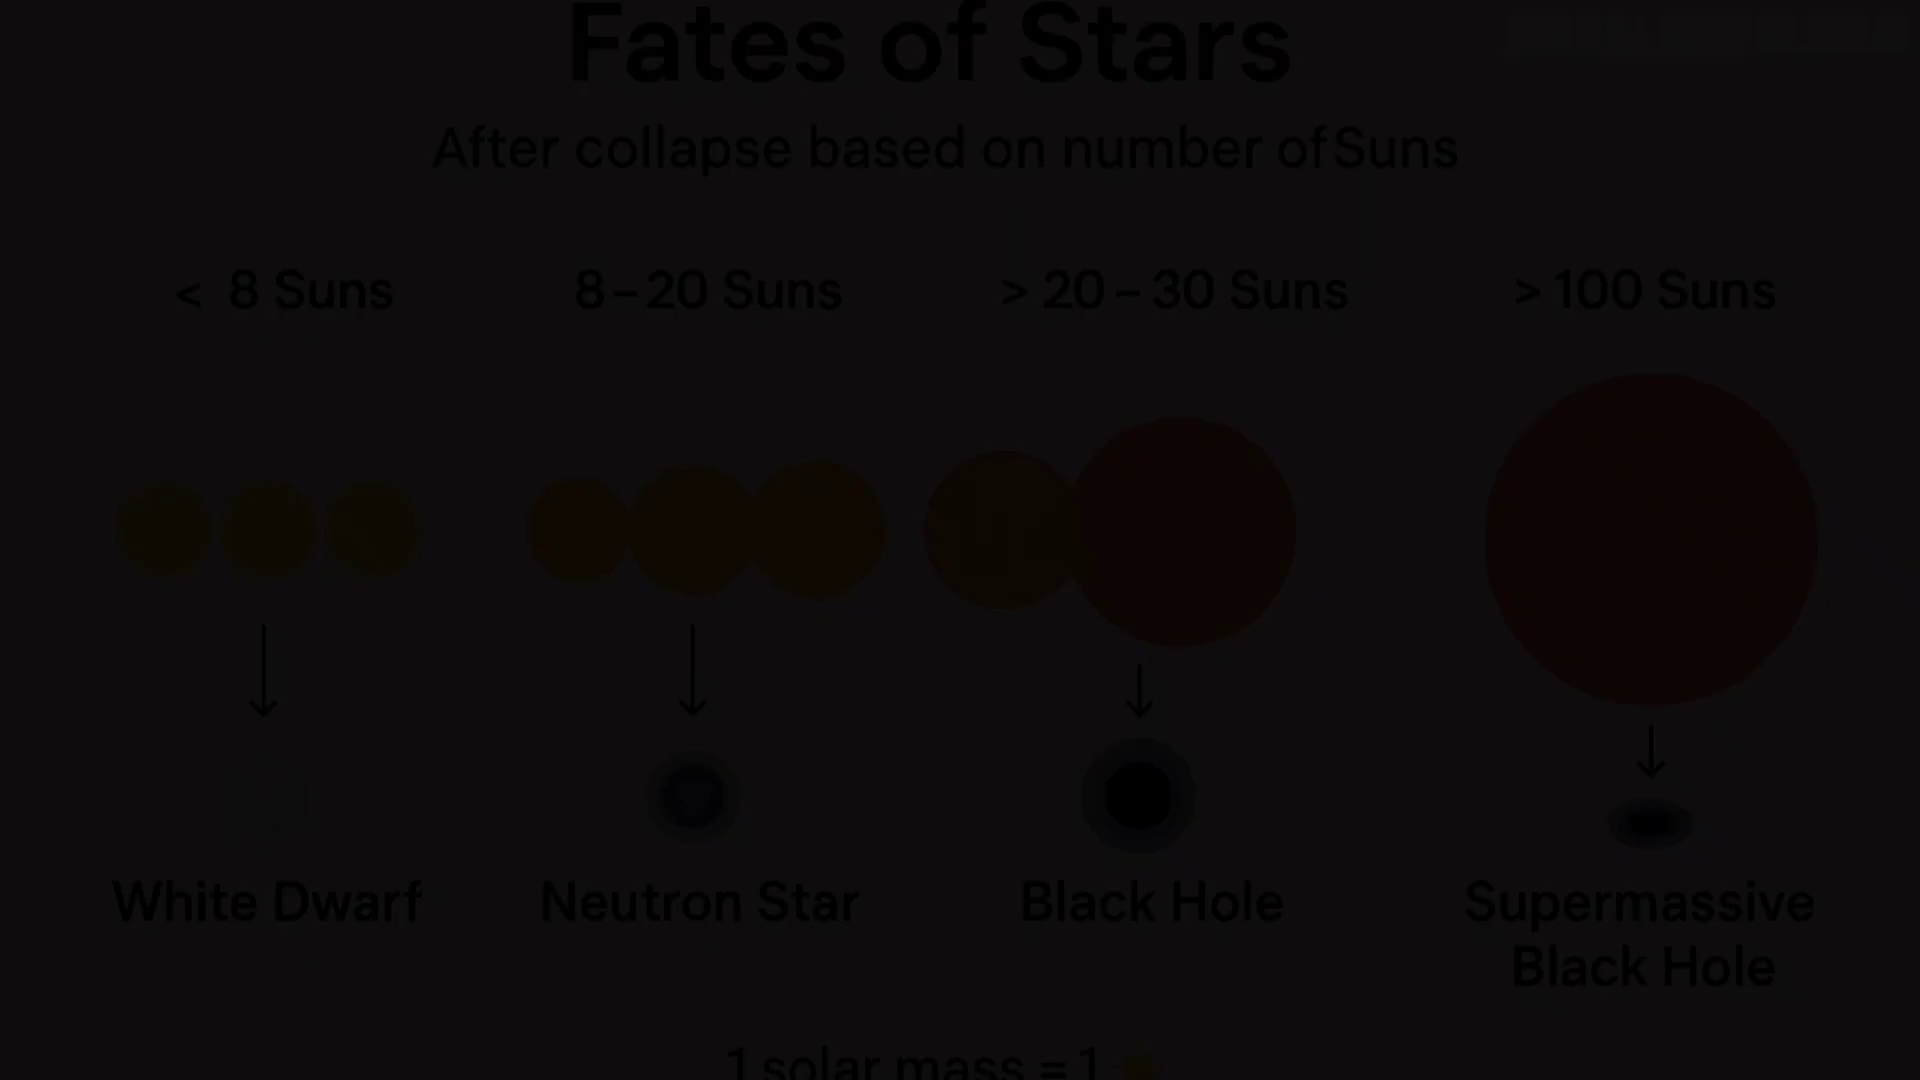 Fates of Stars
After collapse based on number of Suns
< 8 Suns
8 – 20 Suns
> 20 – 30 Suns
> 100 Suns
White Dwarf
Neutron Star
Black Hole
Supermassive
Black Hole
1 solar mass = 1